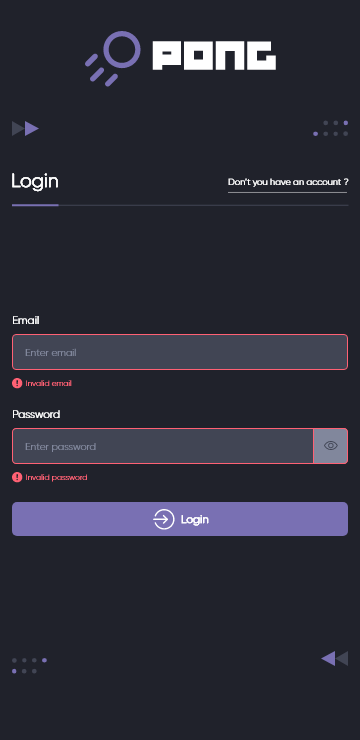 PONG
Login
Don't you have an account ?
Email
Enter email
Invalid email
Password
Enter password
Invalid password
Login